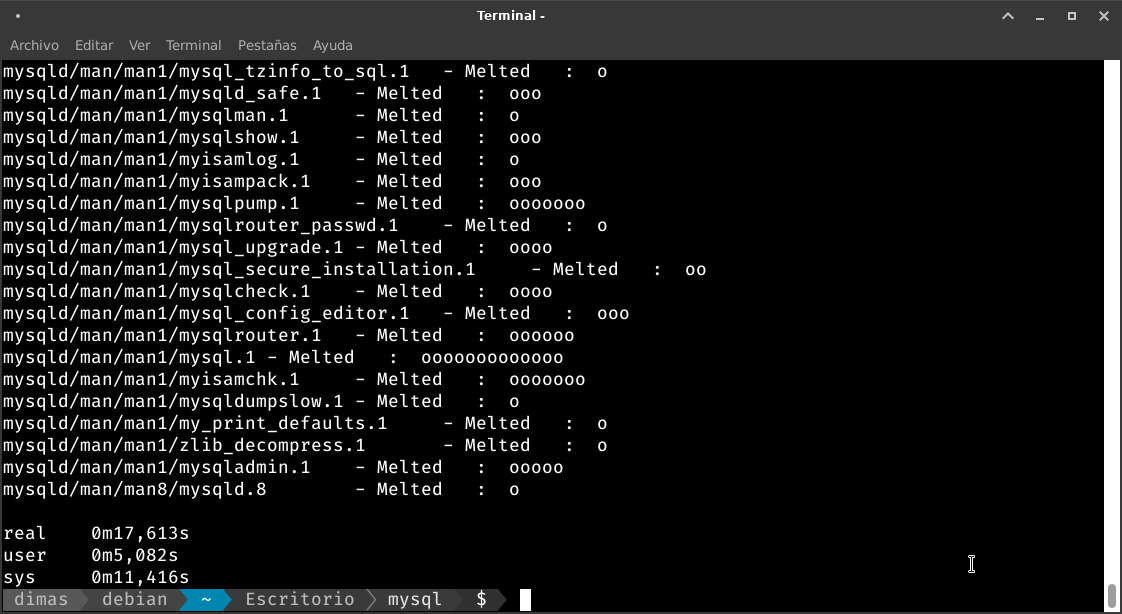 Terminal -
Archivo Editar Ver Terminal Pestañas Ayuda
mysqld/man/man1/mysql_tzinfo_to_sql.1 - Melted : o
mysqld/man/man1/mysqld_safe.1 - Melted : ooo
mysqld/man/man1/mysqlman.1 - Melted : o
mysqld/man/man1/mysqlshow.1 - Melted : ooo
mysqld/man/man1/myisamlog.1 - Melted : o
mysqld/man/man1/myisampack.1 - Melted : ooo
mysqld/man/man1/mysqlpump.1 - Melted : ooooooo
mysqld/man/man1/mysqlrouter_passwd.1 - Melted : o
mysqld/man/man1/mysql_upgrade.1 - Melted : oooo
mysqld/man/man1/mysql_secure_installation.1 - Melted : oo
mysqld/man/man1/mysqlcheck.1 - Melted : oooo
mysqld/man/man1/mysql_config_editor.1 - Melted : ooo
mysqld/man/man1/mysqlrouter.1 - Melted : oooooo
mysqld/man/man1/mysql.1 - Melted : ooooooooooooo
mysqld/man/man1/myisamchk.1 - Melted : ooooooo
mysqld/man/man1/mysqldumpslow.1 - Melted : o
mysqld/man/man1/my_print_defaults.1 - Melted : o
mysqld/man/man1/zlib_decompress.1 - Melted : o
mysqld/man/man1/mysqladmin.1 - Melted : ooooo
mysqld/man/man8/mysqld.8 - Melted : o
real 0m17,613s
user 0m5,082s
sys 0m11,416s
dimas debian ~ Escritorio mysql $